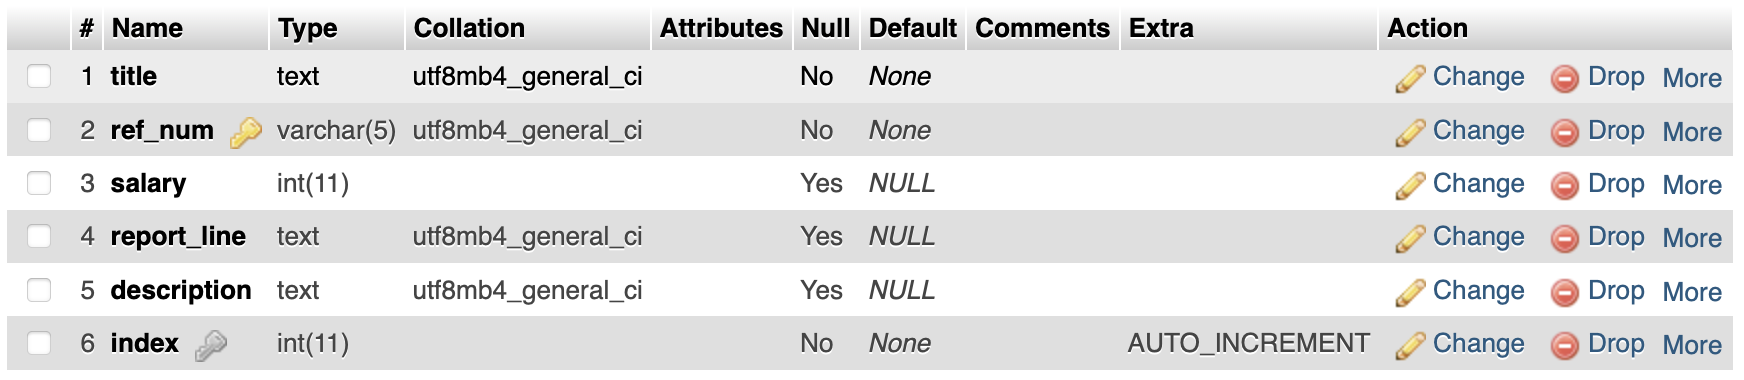 # Name Type Collation Attributes Null Default Comments Extra Action
1 title text utf8mb4_general_ci No None Change Drop More
2 ref_num varchar(5) utf8mb4_general_ci No None Change Drop More
3 salary int(11) Yes NULL Change Drop More
4 report_line text utf8mb4_general_ci Yes NULL Change Drop More
5 description text utf8mb4_general_ci Yes NULL Change Drop More
6 index int(11) No None AUTO_INCREMENT Change Drop More